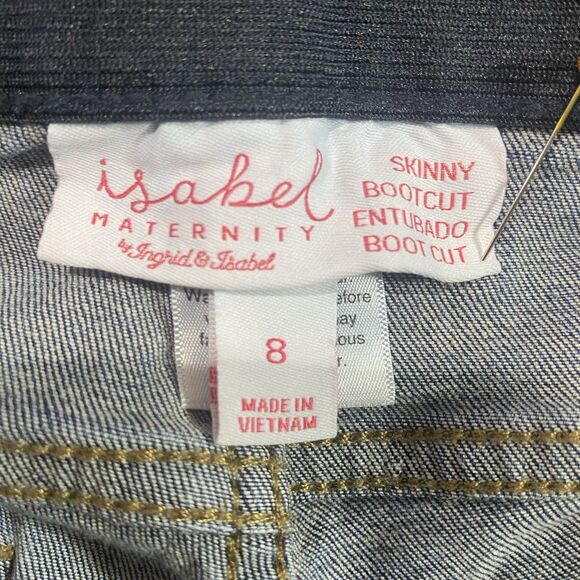 isabel
MATERNITY
by Ingrid & Isabel
SKINNY
BOOTCUT
ENTUBADO
BOOT CUT
8
MADE IN
VIETNAM